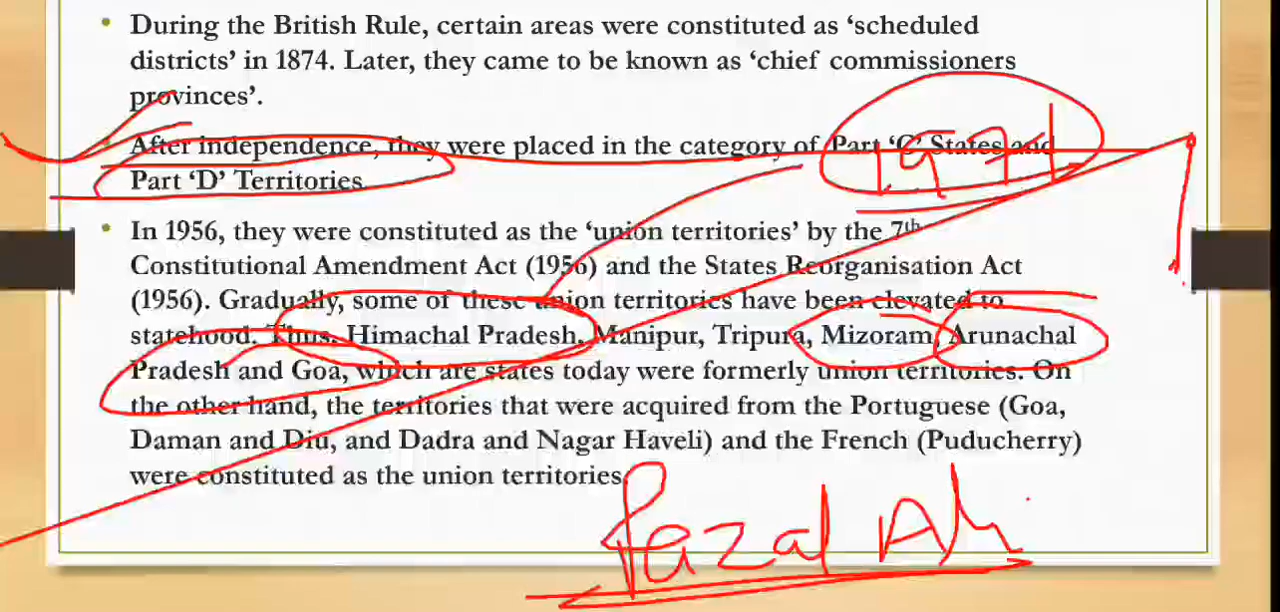 • During the British Rule, certain areas were constituted as ‘scheduled
districts’ in 1874. Later, they came to be known as ‘chief commissioners
provinces’.
After independence, they were placed in the category of Part ‘C’ States and
Part ‘D’ Territories.
• In 1956, they were constituted as the ‘union territories’ by the 7th
Constitutional Amendment Act (1956) and the States Reorganisation Act
(1956). Gradually, some of these union territories have been elevated to
statehood. Thus, Himachal Pradesh, Manipur, Tripura, Mizoram, Arunachal
Pradesh and Goa, which are states today were formerly union territories. On
the other hand, the territories that were acquired from the Portuguese (Goa,
Daman and Diu, and Dadra and Nagar Haveli) and the French (Puducherry)
were constituted as the union territories.
fazal Ali